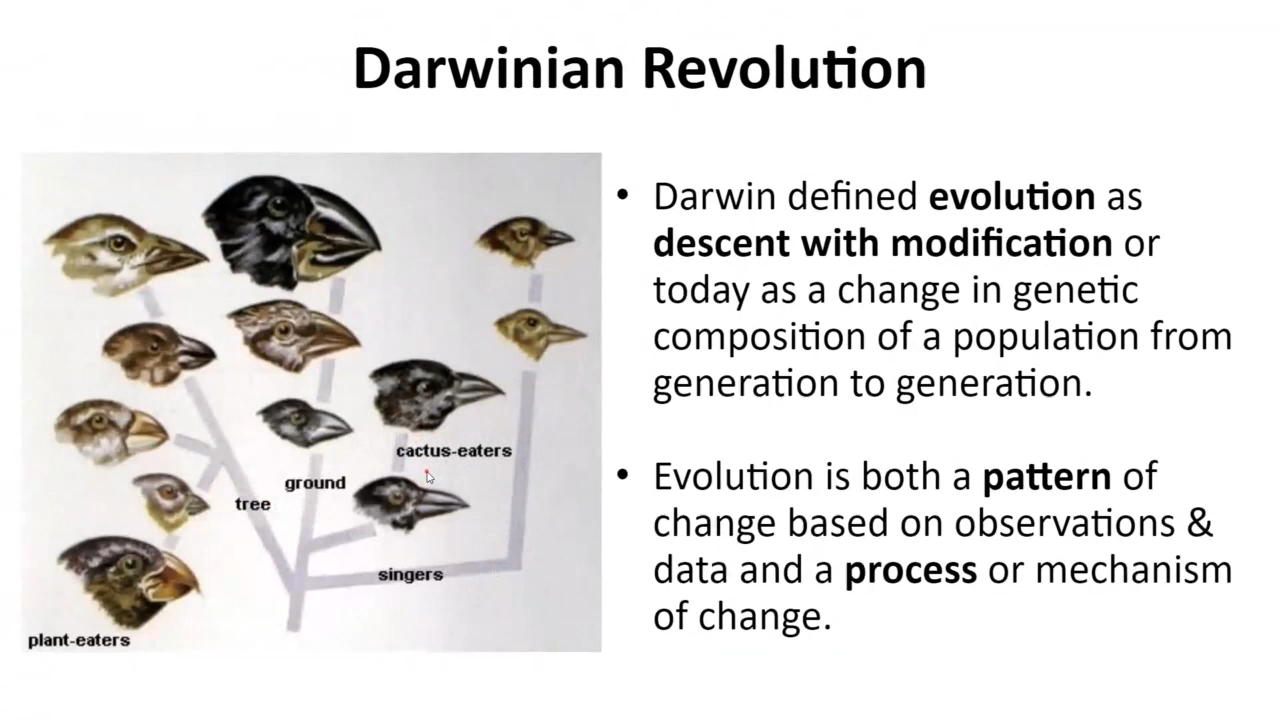 Darwinian Revolution
cactus-eaters
ground
tree
singers
plant-eaters
• Darwin defined evolution as
descent with modification or
today as a change in genetic
composition of a population from
generation to generation.
• Evolution is both a pattern of
change based on observations &
data and a process or mechanism
of change.